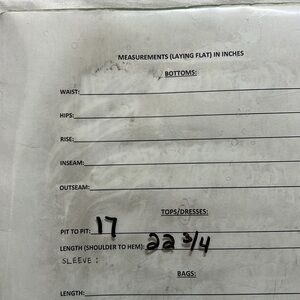 MEASUREMENTS (LAYING FLAT) IN INCHES
BOTTOMS:
WAIST:
HIPS:
RISE:
INSEAM:
OUTSEAM:
TOPS/DRESSES:
PIT TO PIT: 17
LENGTH (SHOULDER TO HEM): 22 3/4
SLEEVE:
BAGS:
LENGTH: